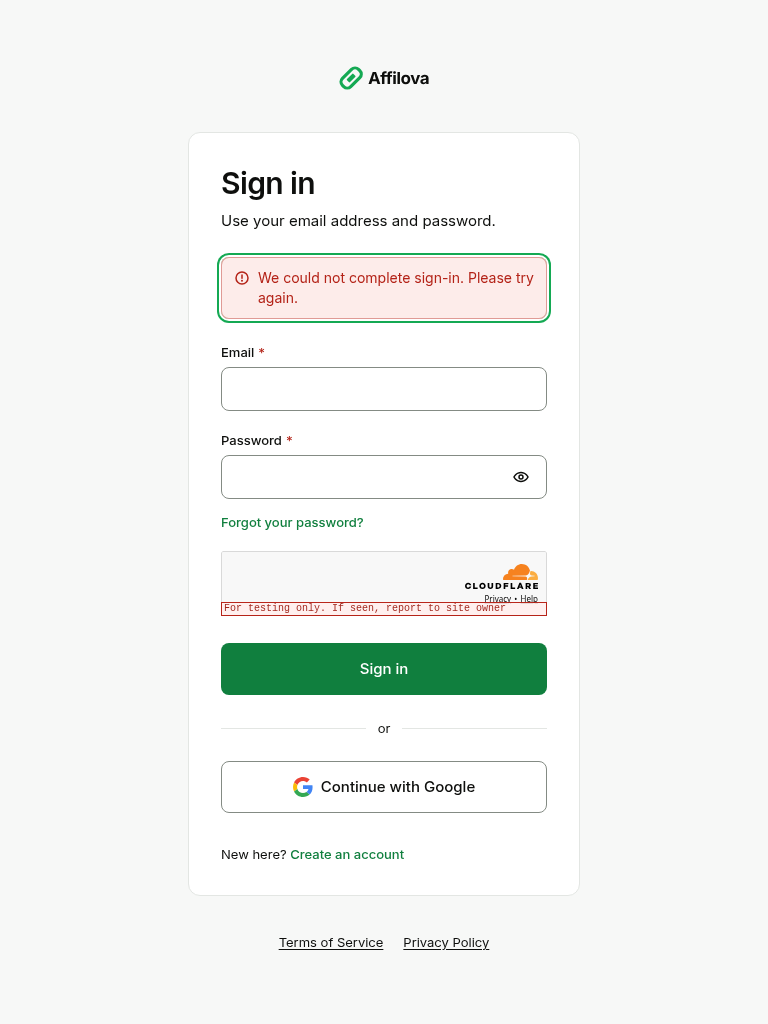 Affilova
Sign in
Use your email address and password.
We could not complete sign-in. Please try
again.
Email *
Password *
Forgot your password?
CLOUDFLARE
Privacy • Help
For testing only. If seen, report to site owner
Sign in
or
Continue with Google
New here? Create an account
Terms of Service Privacy Policy